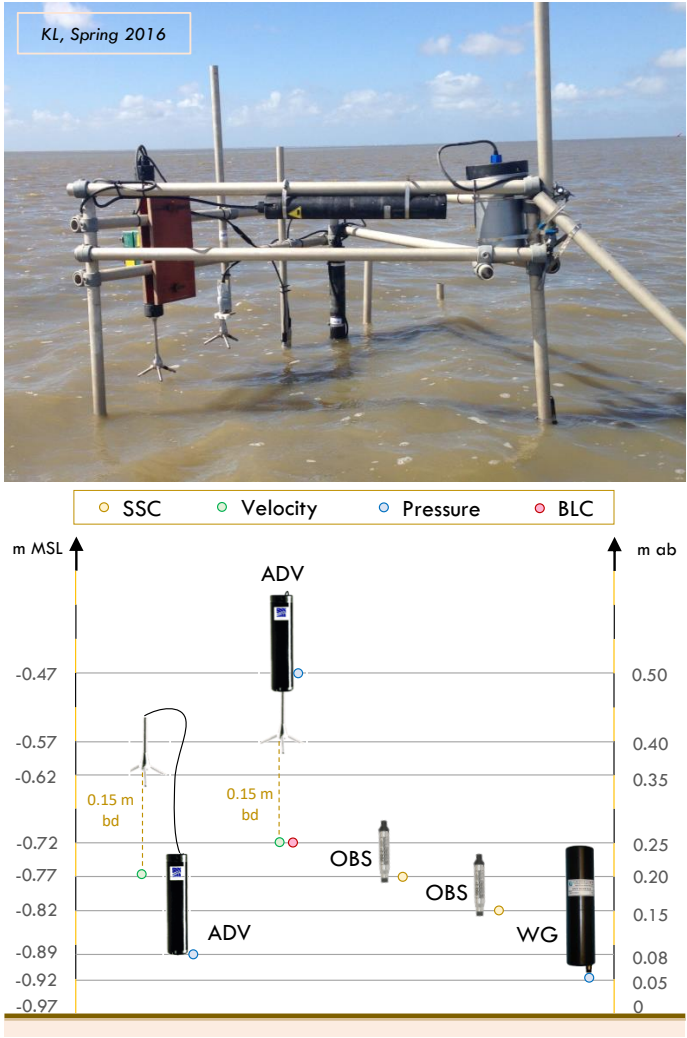 KL, Spring 2016
SSC Velocity Pressure BLC
m MSL
m ab
ADV
-0.47
0.50
-0.57
0.40
-0.62
0.35
0.15 m
bd
0.15 m
bd
-0.72
0.25
OBS
-0.77
0.20
OBS
-0.82
0.15
ADV
WG
-0.89
0.08
-0.92
0.05
-0.97
0